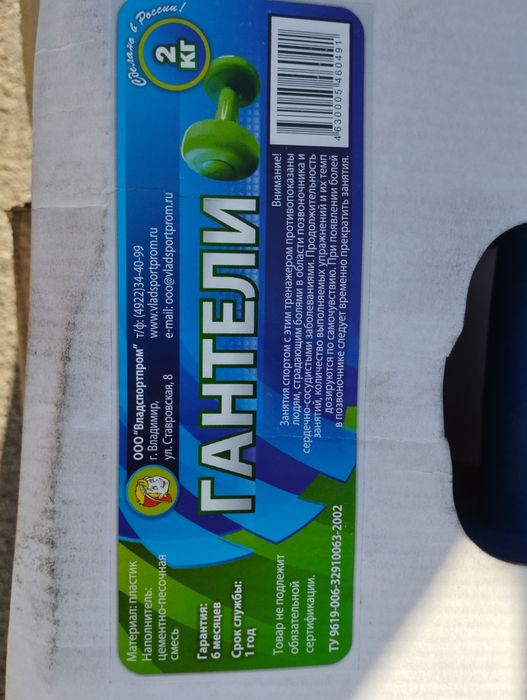 Сделано в России!
2
КГ
ООО "Владспортпром"
г. Владимир,
ул. Ставровская, 8
т/ф: (4922)34-40-99
www.vladsportprom.ru
e-mail: ooo@vladsportprom.ru
ГАНТЕЛИ
4630005460491
Материал: пластик
Наполнитель:
цементно-песочная
смесь
Гарантия:
6 месяцев
Срок службы:
1 год
Товар не подлежит
обязательной
сертификации.
ТУ 9619-006-32910063-2002
Внимание!
Занятия спортом с этим тренажером противопоказаны
людям, страдающим болями в области позвоночника и
сердечно-сосудистыми заболеваниями. Продолжительность
занятий, количество выполняемых упражнений и их темп
дозируются по самочувствию. При появлении болей
в позвоночнике следует временно прекратить занятия.